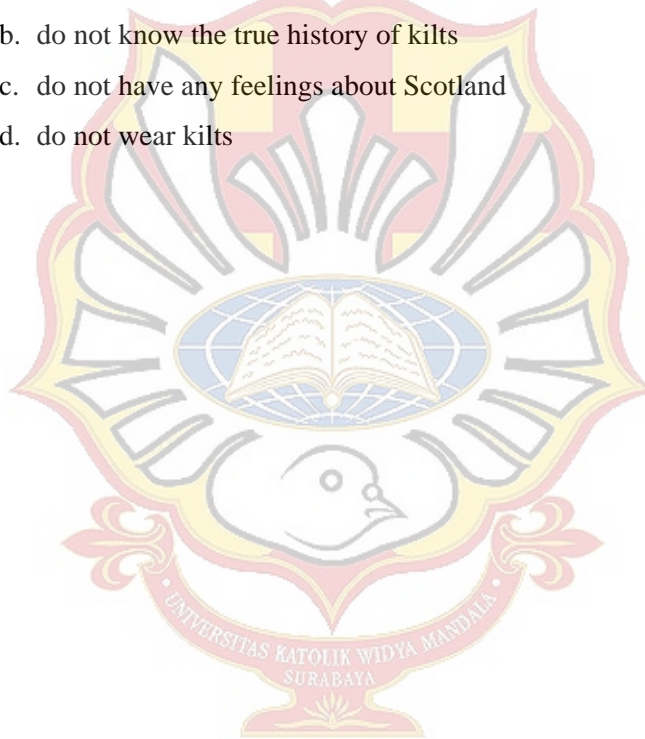 b. do not know the true history of kilts
c. do not have any feelings about Scotland
d. do not wear kilts
UNIVERSITAS KATOLIK WIDYA MANDALA
SURABAYA